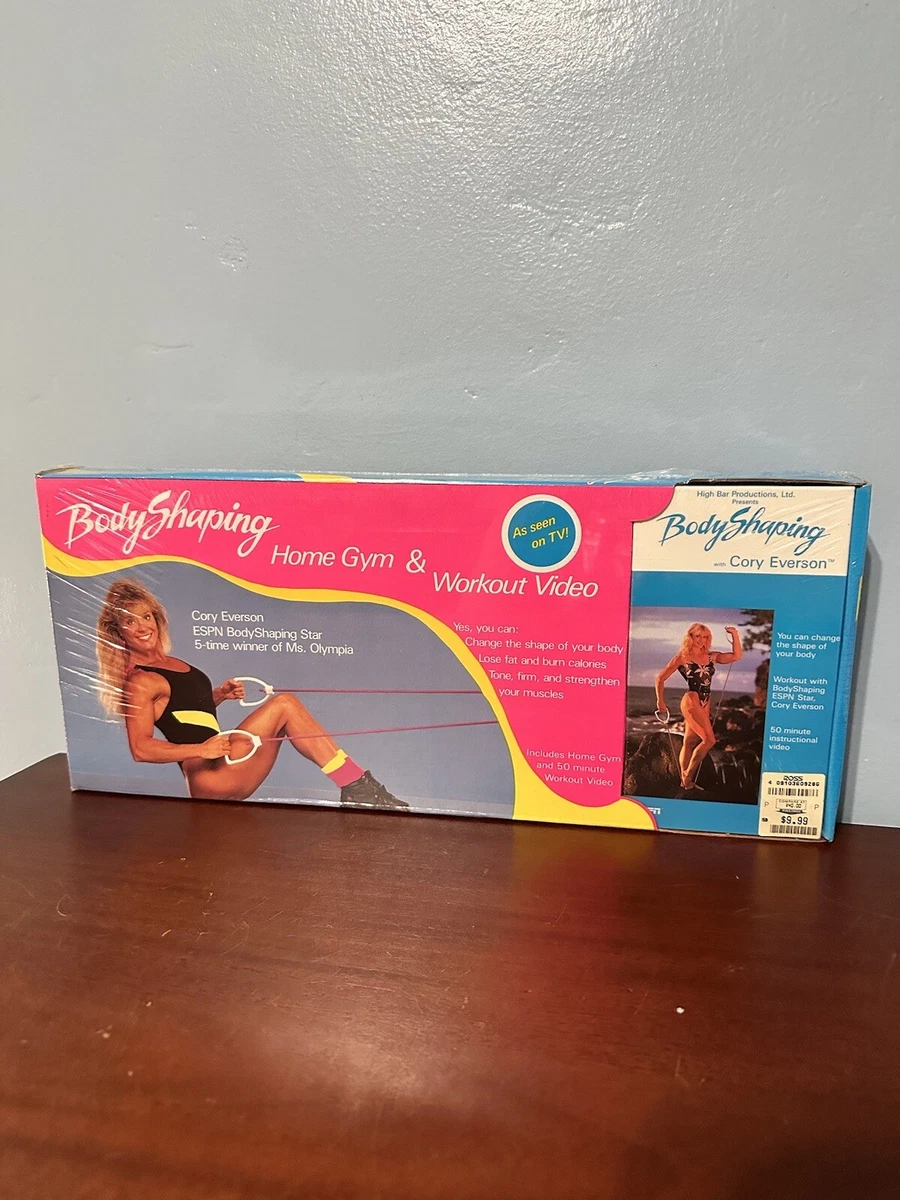 BodyShaping
Home Gym &
Workout Video
As seen
on TV!
Cory Everson
ESPN BodyShaping Star
5-time winner of Ms. Olympia
Yes, you can:
Change the shape of your body
Lose fat and burn calories
Tone, firm, and strengthen
your muscles
Includes Home Gym
and 50 minute
Workout Video
High Bar Productions, Ltd.
Presents
BodyShaping
with Cory Everson™
You can change
the shape of
your body
Workout with
BodyShaping
ESPN Star,
Cory Everson
50 minute
instructional
video
ROSS
COMPARE AT
P P
$9.99